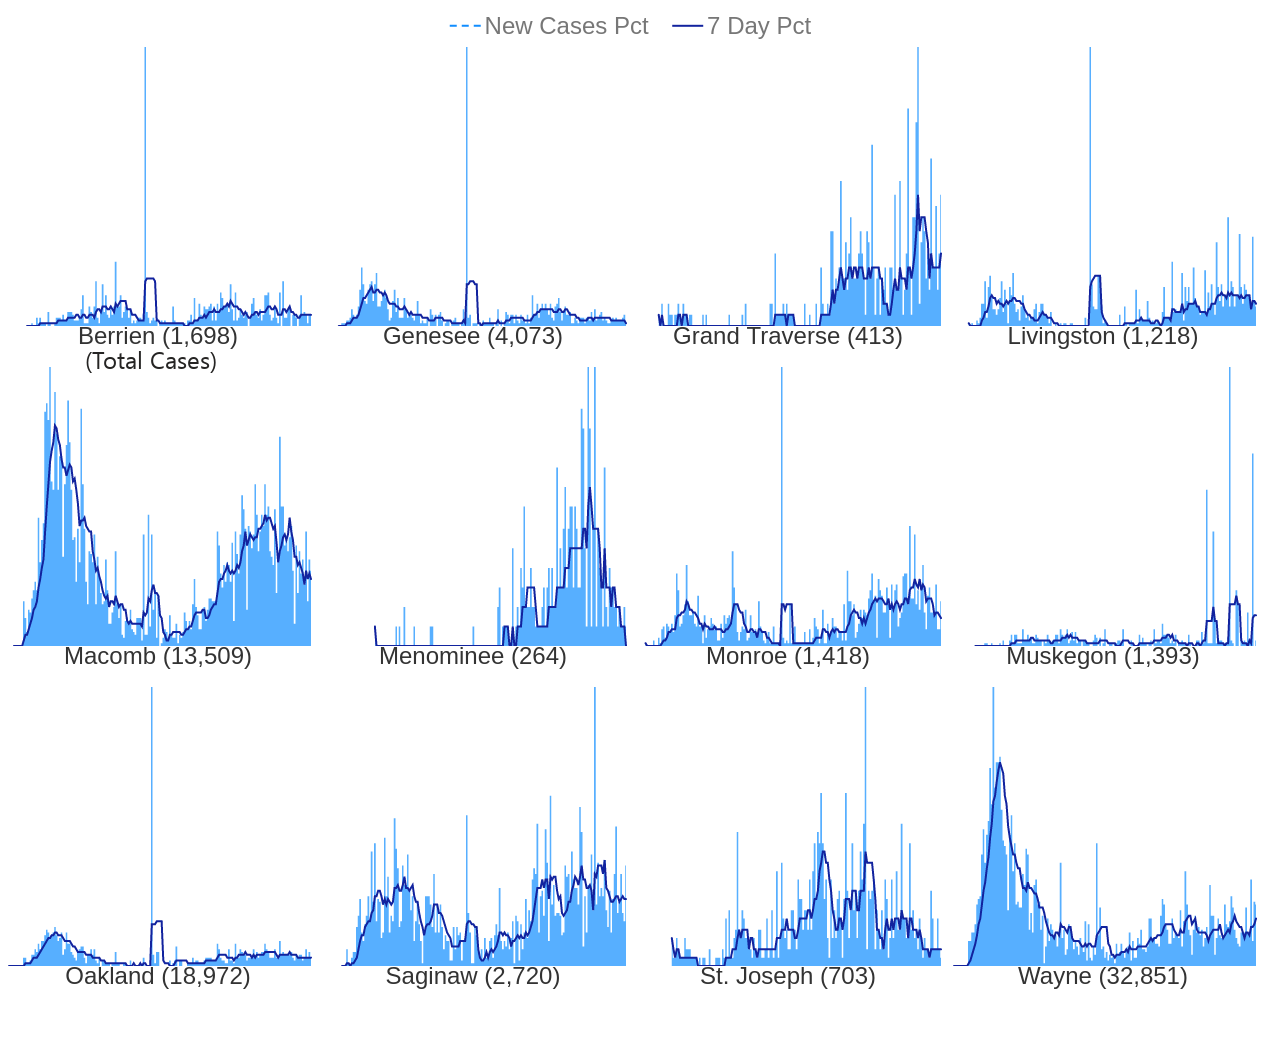 New Cases Pct 7 Day Pct
Berrien (1,698) Genesee (4,073) Grand Traverse (413) Livingston (1,218)
(Total Cases)
Macomb (13,509) Menominee (264) Monroe (1,418) Muskegon (1,393)
Oakland (18,972) Saginaw (2,720) St. Joseph (703) Wayne (32,851)